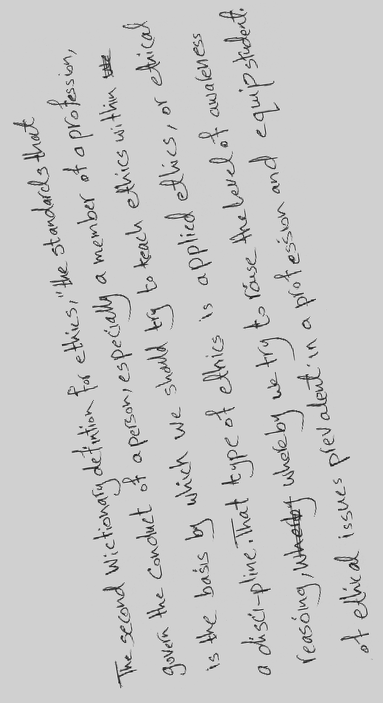 The second Wictionary defintion for ethics, "the standards that
govern the conduct of a person, especially a member of a profession,
is the basis by which we should try to teach ethics within
a disci-pline. That type of ethics is applied ethics, or ethical
reasoing, whereby we try to raise the level of awareness
of ethical issues prevalent in a profession and equip student.